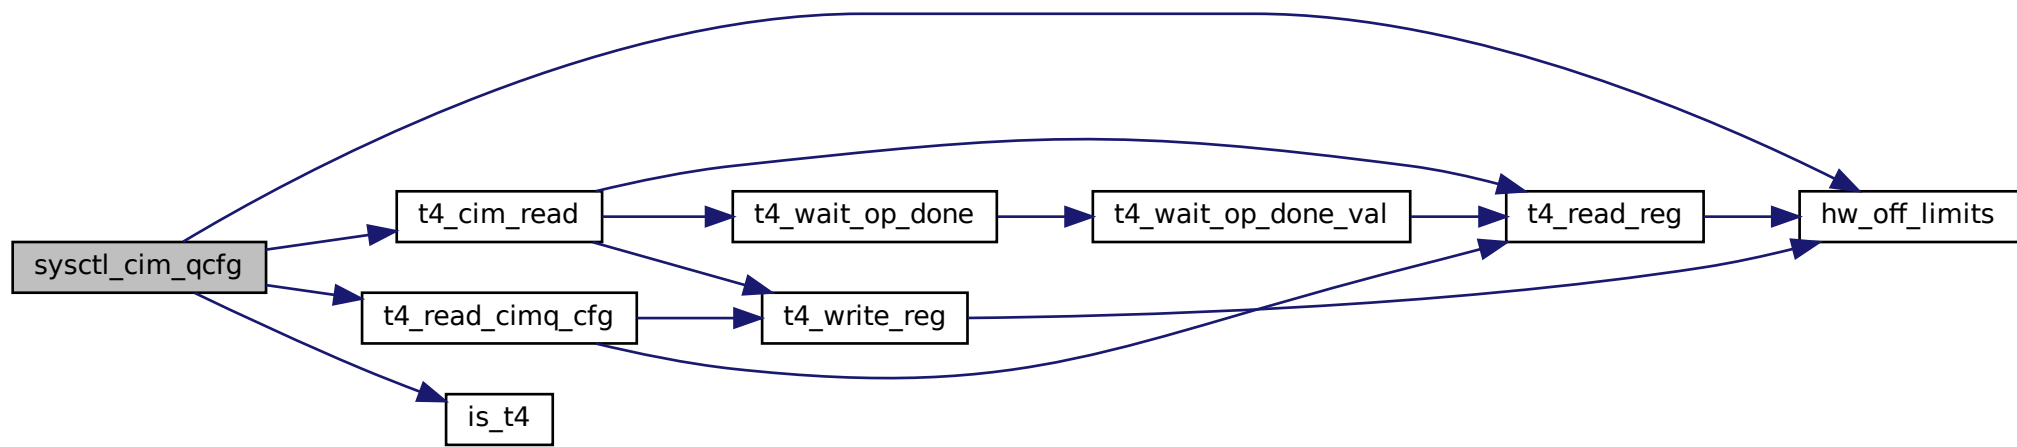 sysctl_cim_qcfg
t4_cim_read
t4_read_cimq_cfg
is_t4
t4_wait_op_done
t4_write_reg
t4_wait_op_done_val
t4_read_reg
hw_off_limits